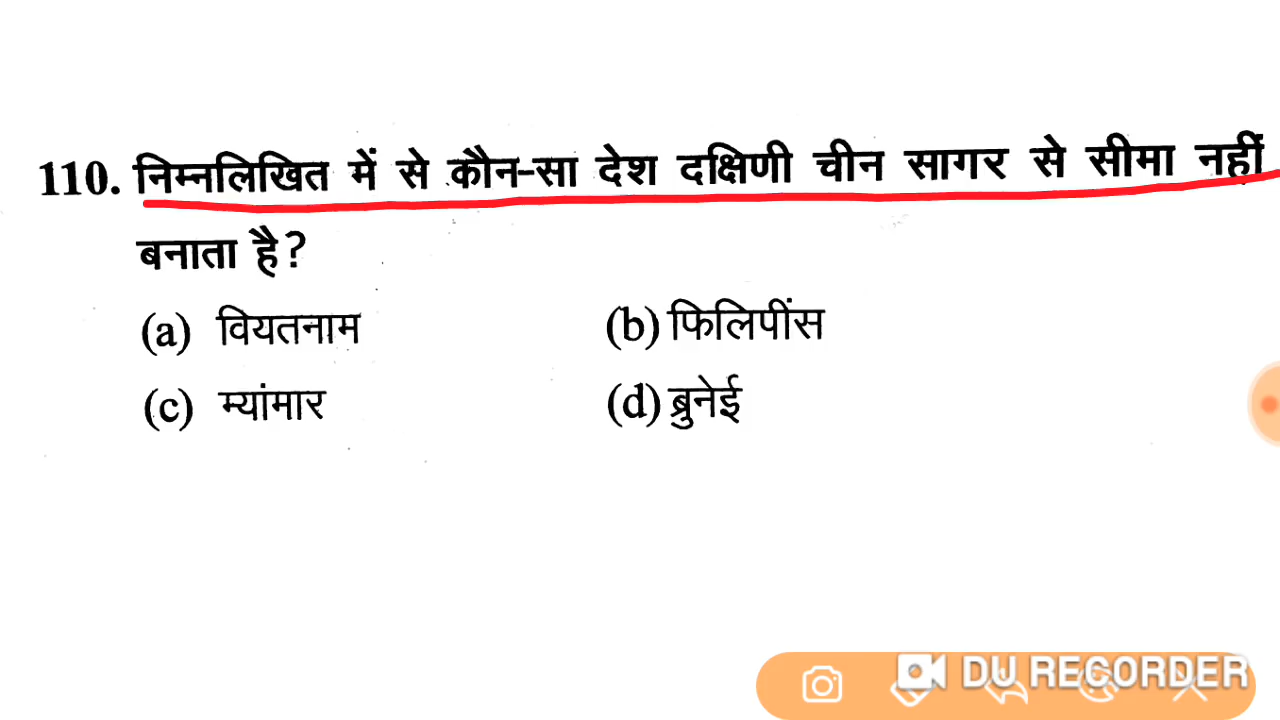 110. निम्नलिखित में से कौन-सा देश दक्षिणी चीन सागर से सीमा नहीं
बनाता है?
(a) वियतनाम (b) फिलिपींस
(c) म्यांमार (d) ब्रुनेई
DU RECORDER